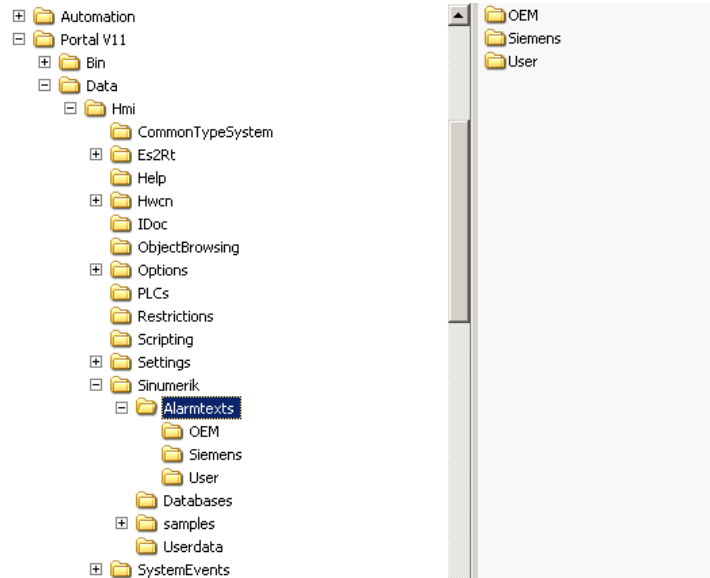 Automation
Portal V11
Bin
Data
Hmi
CommonTypeSystem
Es2Rt
Help
Hwcn
IDoc
ObjectBrowsing
Options
PLCs
Restrictions
Scripting
Settings
Sinumerik
Alarmtexts
OEM
Siemens
User
Databases
samples
Userdata
SystemEvents
OEM
Siemens
User